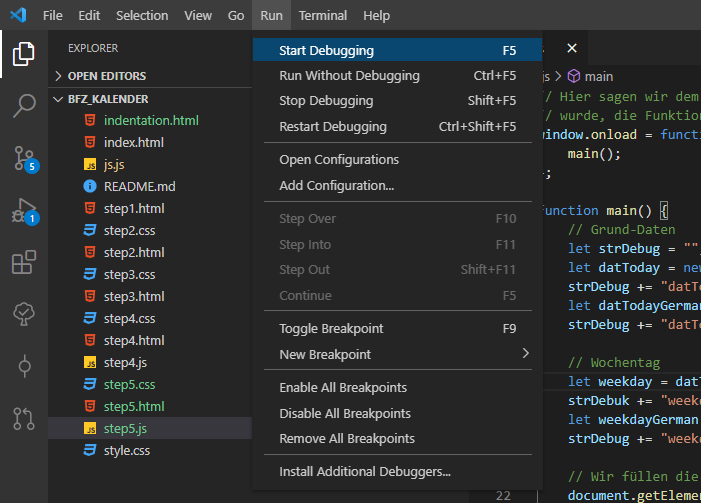 File Edit Selection View Go Run Terminal Help
EXPLORER
OPEN EDITORS
BFZ_KALENDER
indentation.html
index.html
js.js
README.md
step1.html
step2.css
step2.html
step3.css
step3.html
step4.css
step4.html
step4.js
step5.css
step5.html
step5.js
style.css
5
1
Start Debugging F5
Run Without Debugging Ctrl+F5
Stop Debugging Shift+F5
Restart Debugging Ctrl+Shift+F5
Open Configurations
Add Configuration...
Step Over F10
Step Into F11
Step Out Shift+F11
Continue F5
Toggle Breakpoint F9
New Breakpoint
Enable All Breakpoints
Disable All Breakpoints
Remove All Breakpoints
Install Additional Debuggers...
js > main
// Hier sagen wir dem
// wurde, die Funktion
window.onload = functi
main();
};
function main() {
// Grund-Daten
let strDebug = "";
let datToday = new
strDebug += "datTo
let datTodayGerman
strDebug += "datTo
// Wochentag
let weekday = datT
strDebuk += "weekd
let weekdayGerman
strDebug += "weekd
// Wir füllen die
22 document.getElemen